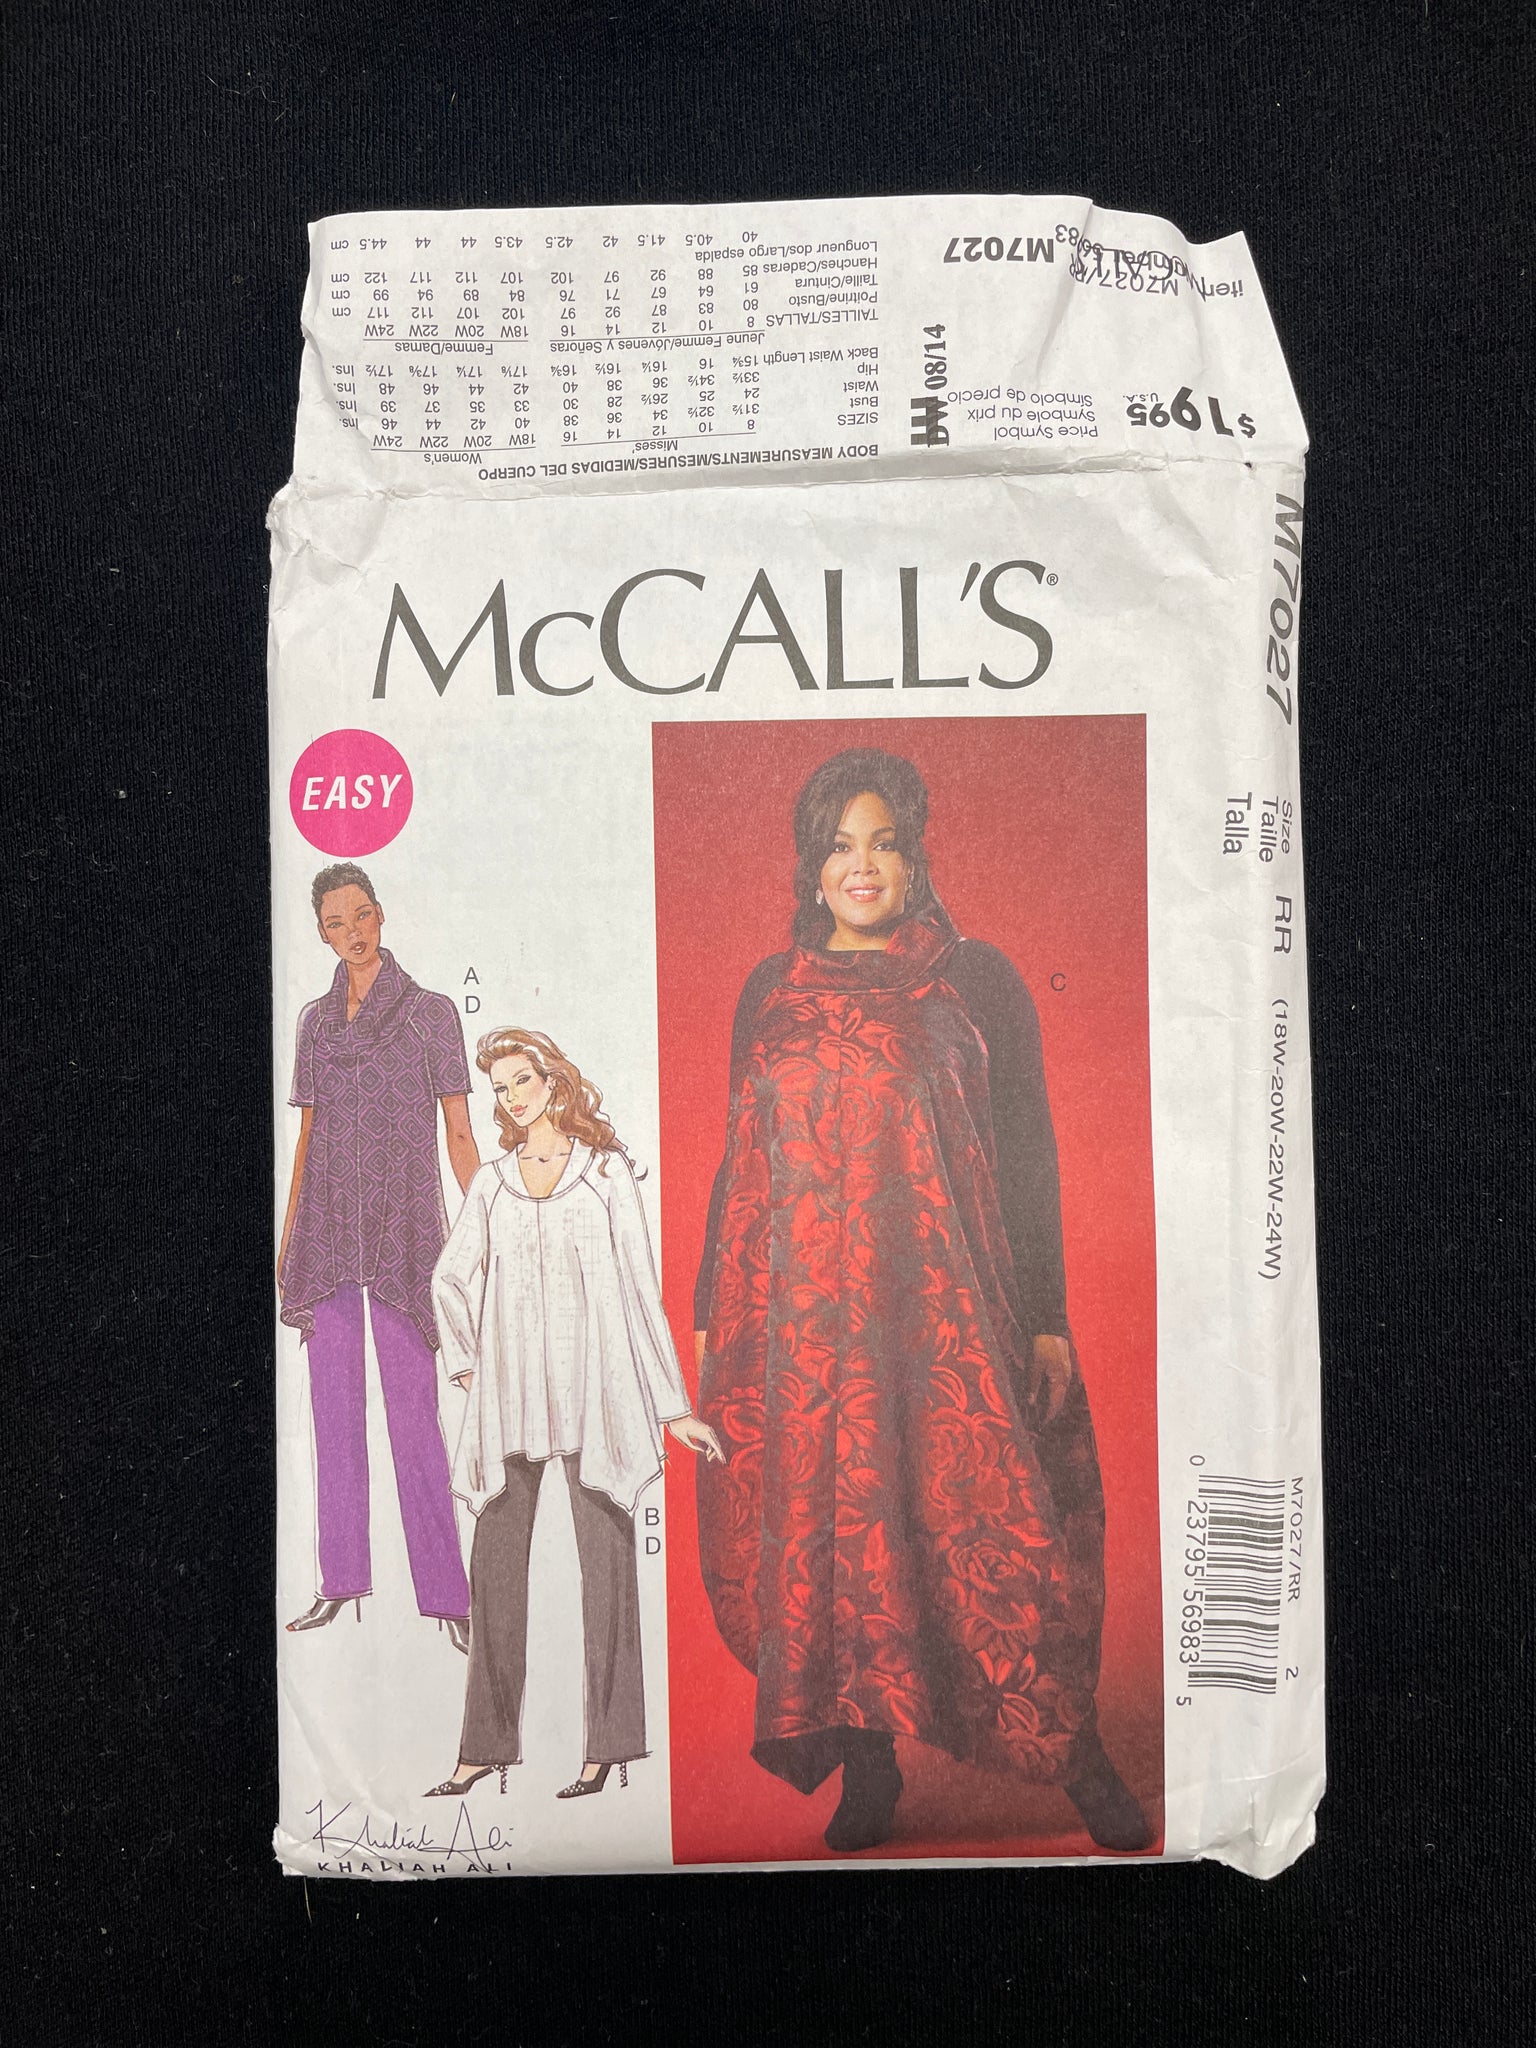 BODY MEASUREMENTS/MESURES/MEDIDAS DEL CUERPO
Misses' Women's
SIZES 8 10 12 14 16 18W 20W 22W 24W
Bust 31½ 32½ 34 36 38 40 42 44 46 Ins.
Waist 24 25 26½ 28 30 33 35 37 39 Ins.
Hip 33½ 34½ 36 38 40 42 44 46 48 Ins.
Back Waist Length 15¾ 16 16¼ 16½ 16¾ 17⅛ 17¼ 17⅜ 17½ Ins.
Jeune Femme/Jóvenes y Señoras Femme/Damas
TAILLES/TALLAS 8 10 12 14 16 18W 20W 22W 24W
Poitrine/Busto 80 83 87 92 97 102 107 112 117 cm
Taille/Cintura 61 64 67 71 76 84 89 94 99 cm
Hanches/Caderas 85 88 92 97 102 107 112 117 122 cm
Longueur dos/Largo espalda
40 40.5 41.5 42 42.5 43.5 44 44 44.5 cm
$19.95
U.S.A.
Price Symbol
Symbole du prix
Símbolo de precio
08/14
M7027
McCALL'S®
EASY
A
D
B
D
C
KHALIAH ALI
KHALIAH ALI
M7027
Size
Taille
Talla
RR (18W-20W-22W-24W)
M7027/RR 2
0 23795 56983 5